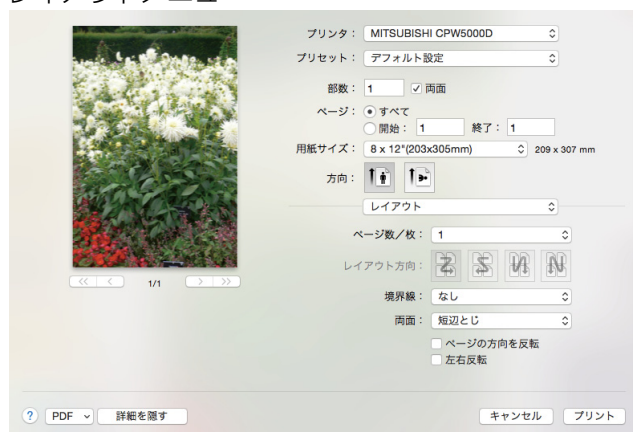 レイアウトメニュー
プリンタ： MITSUBISHI CPW5000D
プリセット： デフォルト設定
部数： 1 両面
ページ： すべて
開始： 1 終了： 1
用紙サイズ： 8 x 12"(203x305mm) 209 x 307 mm
方向：
レイアウト
ページ数／枚： 1
レイアウト方向：
<< < 1/1 > >>
境界線： なし
両面： 短辺とじ
ページの方向を反転
左右反転
? PDF 詳細を隠す キャンセル プリント